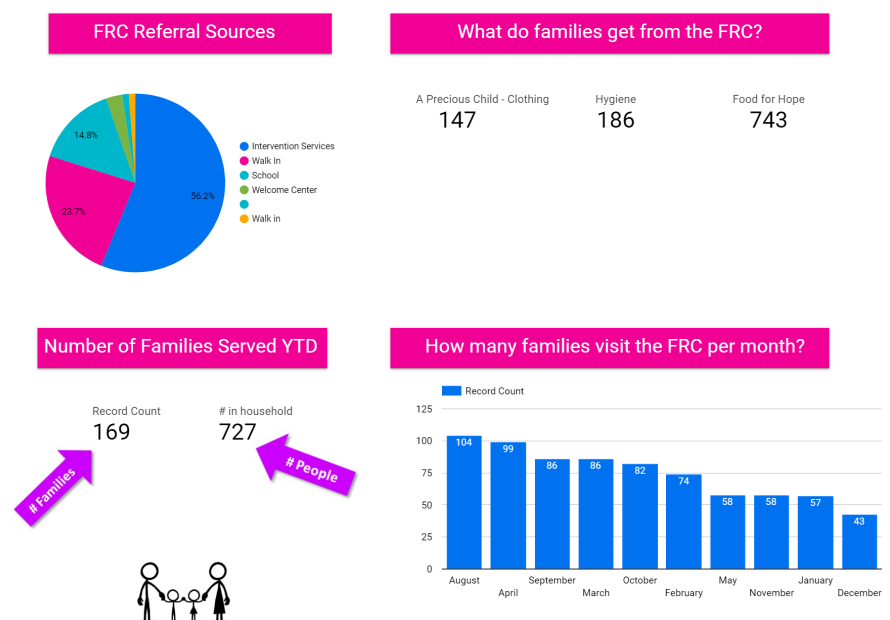 FRC Referral Sources
56.2%
23.7%
14.8%
Intervention Services
Walk In
School
Welcome Center
Walk in
What do families get from the FRC?
A Precious Child - Clothing
147
Hygiene
186
Food for Hope
743
Number of Families Served YTD
Record Count
169
# in household
727
# Families
# People
How many families visit the FRC per month?
Record Count
125
100
75
50
25
0
104
99
86
86
82
74
58
58
57
43
August
April
September
March
October
February
May
November
January
December